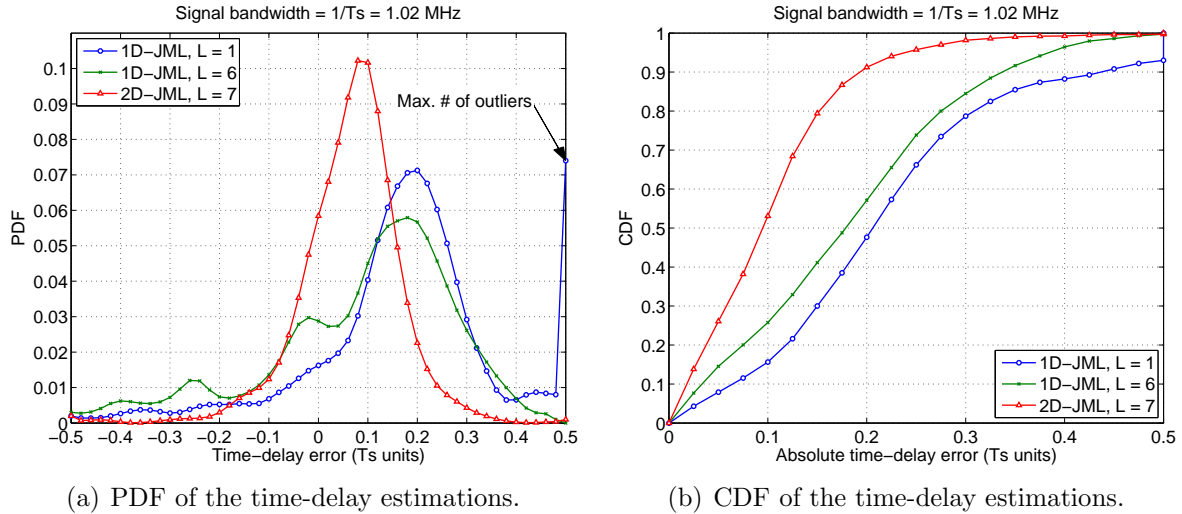 Signal bandwidth = 1/Ts = 1.02 MHz
1D−JML, L = 1
1D−JML, L = 6
2D−JML, L = 7
Max. # of outliers
0.1
0.09
0.08
0.07
0.06
0.05
0.04
0.03
0.02
0.01
0
PDF
−0.5 −0.4 −0.3 −0.2 −0.1 0 0.1 0.2 0.3 0.4 0.5
Time−delay error (Ts units)
(a) PDF of the time-delay estimations.
Signal bandwidth = 1/Ts = 1.02 MHz
1
0.9
0.8
0.7
0.6
0.5
0.4
0.3
0.2
0.1
0
CDF
1D−JML, L = 1
1D−JML, L = 6
2D−JML, L = 7
0 0.1 0.2 0.3 0.4 0.5
Absolute time−delay error (Ts units)
(b) CDF of the time-delay estimations.